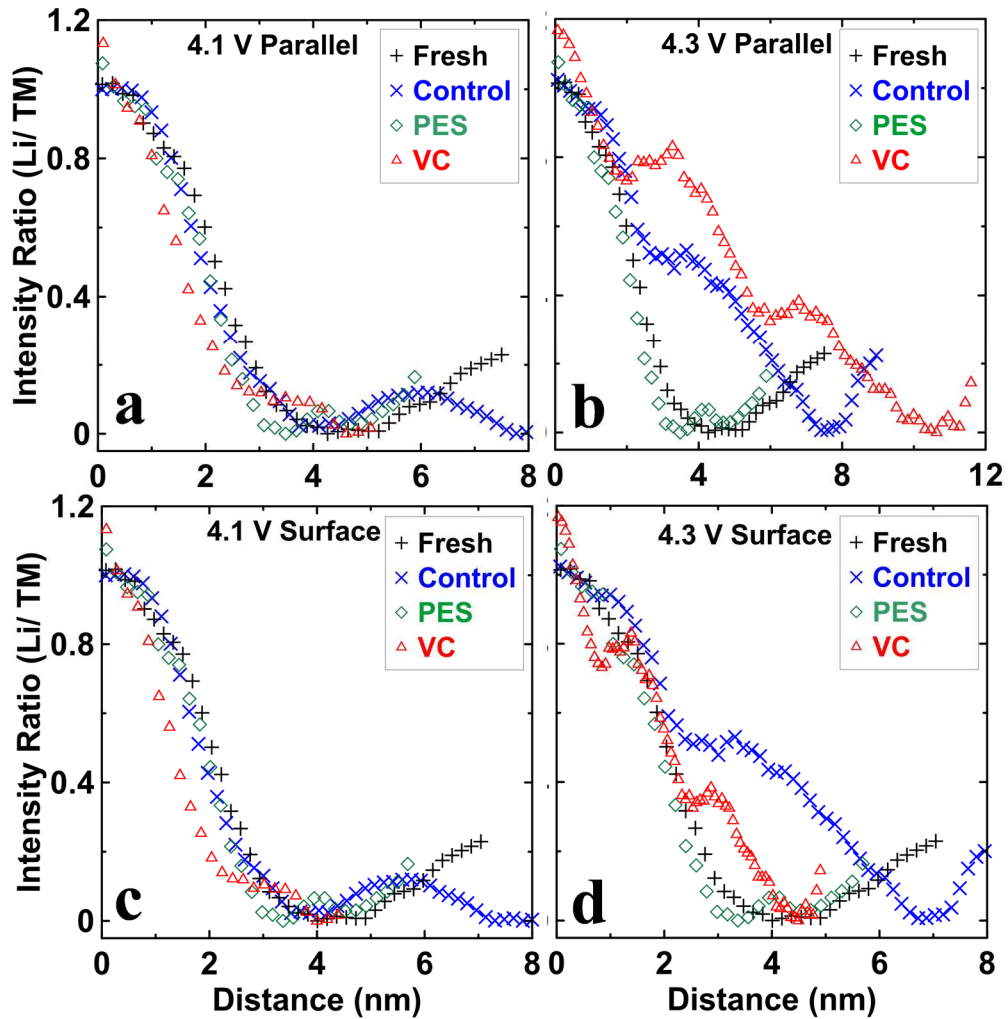 1.2
4.1 V Parallel
Fresh
Control
PES
VC
0.8
0.4
0
Intensity Ratio (Li/ TM)
a
0 2 4 6 8
4.3 V Parallel
Fresh
Control
PES
VC
b
0 4 8 12
1.2
4.1 V Surface
Fresh
Control
PES
VC
0.8
0.4
0
Intensity Ratio (Li/ TM)
c
0 2 4 6 8
Distance (nm)
4.3 V Surface
Fresh
Control
PES
VC
d
0 2 4 6 8
Distance (nm)